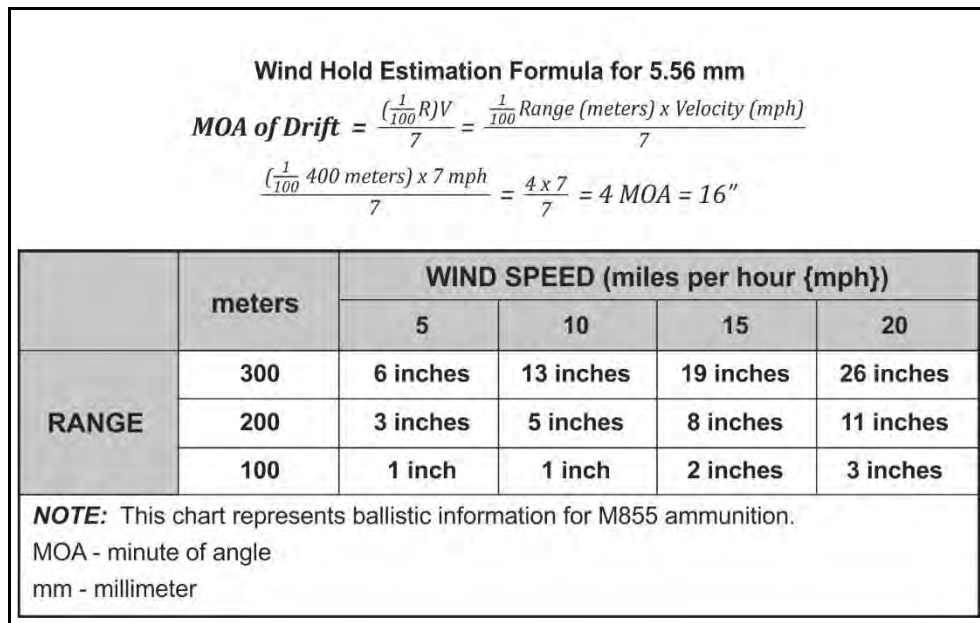 Wind Hold Estimation Formula for 5.56 mm
MOA of Drift = (1/100 R)V / 7 = 1/100 Range (meters) x Velocity (mph) / 7
(1/100 400 meters) x 7 mph / 7 = 4 x 7 / 7 = 4 MOA = 16"
meters WIND SPEED (miles per hour {mph})
5 10 15 20
RANGE
300 6 inches 13 inches 19 inches 26 inches
200 3 inches 5 inches 8 inches 11 inches
100 1 inch 1 inch 2 inches 3 inches
NOTE: This chart represents ballistic information for M855 ammunition.
MOA - minute of angle
mm - millimeter